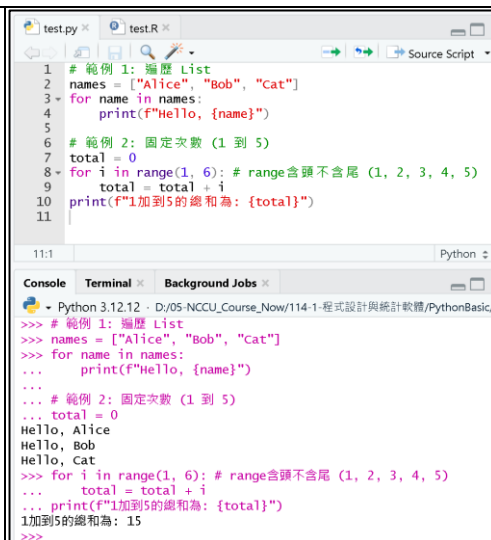 test.py × test.R ×
Source Script
1 # 範例 1: 遍歷 List
2 names = ["Alice", "Bob", "Cat"]
3 for name in names:
4     print(f"Hello, {name}")
5
6 # 範例 2: 固定次數 (1 到 5)
7 total = 0
8 for i in range(1, 6): # range含頭不含尾 (1, 2, 3, 4, 5)
9     total = total + i
10 print(f"1加到5的總和為: {total}")
11
11:1 Python
Console Terminal × Background Jobs ×
Python 3.12.12 · D:/05-NCCU_Course_Now/114-1-程式設計與統計軟體/PythonBasic/
>>> # 範例 1: 遍歷 List
>>> names = ["Alice", "Bob", "Cat"]
>>> for name in names:
...     print(f"Hello, {name}")
...
... # 範例 2: 固定次數 (1 到 5)
... total = 0
Hello, Alice
Hello, Bob
Hello, Cat
>>> for i in range(1, 6): # range含頭不含尾 (1, 2, 3, 4, 5)
...     total = total + i
... print(f"1加到5的總和為: {total}")
1加到5的總和為: 15
>>>